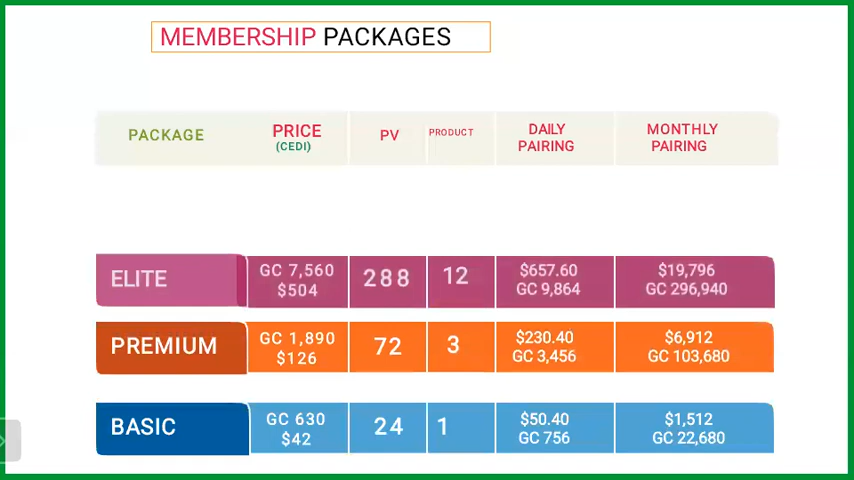 MEMBERSHIP PACKAGES
PACKAGE PRICE (CEDI) PV PRODUCT DAILY PAIRING MONTHLY PAIRING
ELITE GC 7,560 $504 288 12 $657.60 GC 9,864 $19,796 GC 296,940
PREMIUM GC 1,890 $126 72 3 $230.40 GC 3,456 $6,912 GC 103,680
BASIC GC 630 $42 24 1 $50.40 GC 756 $1,512 GC 22,680